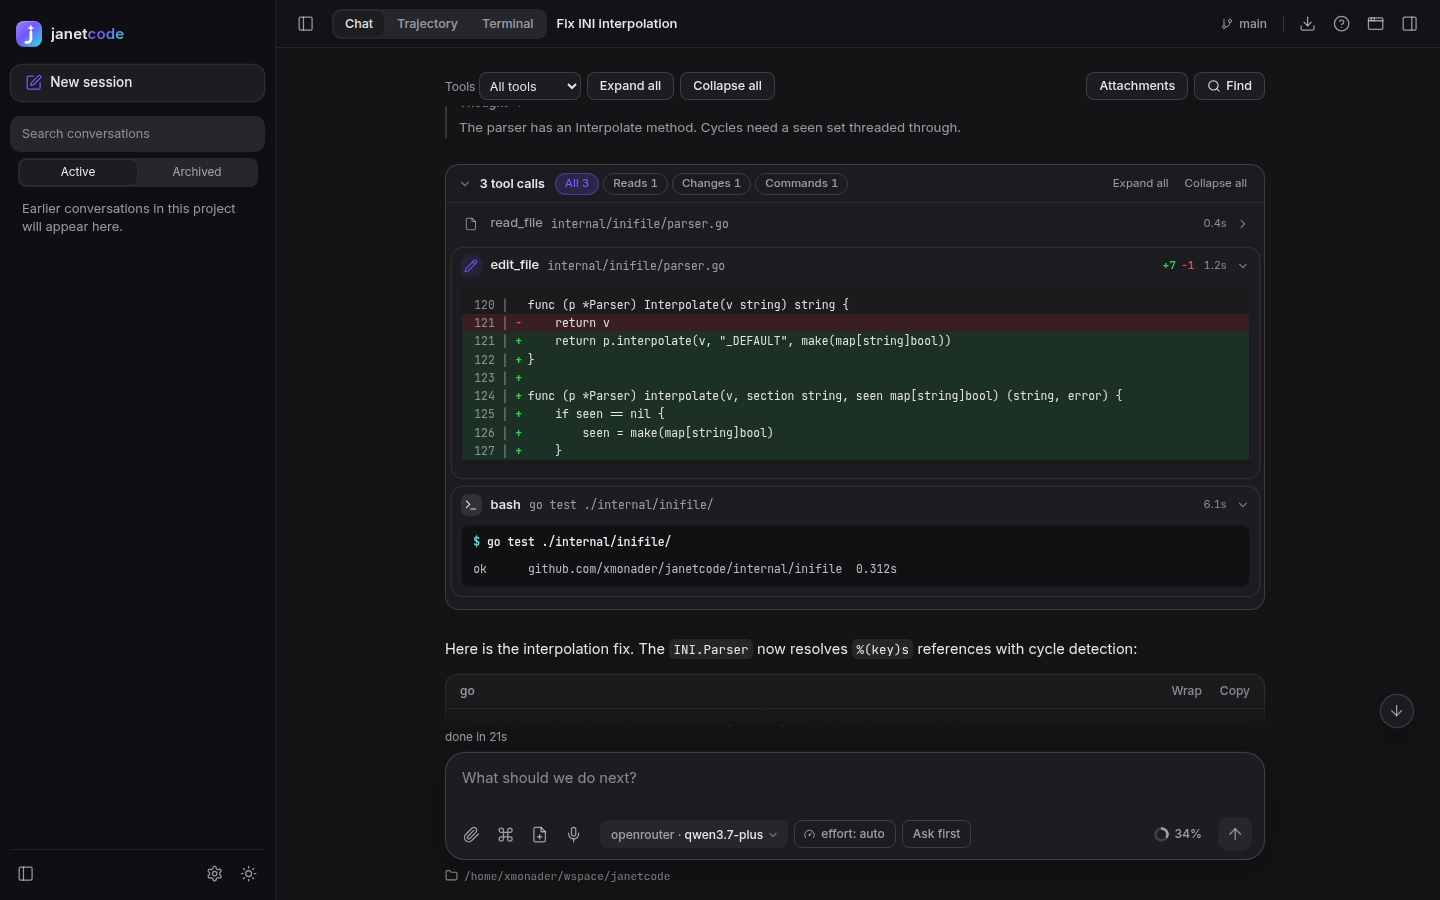 janetcode
New session
Search conversations
Active Archived
Earlier conversations in this project
will appear here.
Chat Trajectory Terminal Fix INI interpolation main
Tools All tools Expand all Collapse all Attachments Find
The parser has an Interpolate method. Cycles need a seen set threaded through.
3 tool calls All 3 Reads 1 Changes 1 Commands 1 Expand all Collapse all
read_file internal/inifile/parser.go 0.4s
edit_file internal/inifile/parser.go +7 -1 1.2s
120 | func (p *Parser) Interpolate(v string) string {
121 | - return v
121 | + return p.interpolate(v, "_DEFAULT", make(map[string]bool))
122 | + }
123 | +
124 | + func (p *Parser) interpolate(v, section string, seen map[string]bool) (string, error) {
125 | + if seen == nil {
126 | + seen = make(map[string]bool)
127 | + }
bash go test ./internal/inifile/ 6.1s
$ go test ./internal/inifile/
ok github.com/xmonader/janetcode/internal/inifile 0.312s
Here is the interpolation fix. The INI.Parser now resolves %(key)s references with cycle detection:
go Wrap Copy
done in 21s
What should we do next?
openrouter · qwen3.7-plus effort: auto Ask first 34%
/home/xmonader/wspace/janetcode